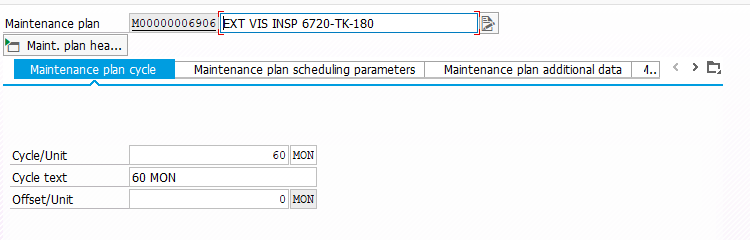 Maintenance plan M00000006906 EXT VIS INSP 6720-TK-180
Maint. plan hea...
Maintenance plan cycle Maintenance plan scheduling parameters Maintenance plan additional data M..
Cycle/Unit 60 MON
Cycle text 60 MON
Offset/Unit 0 MON